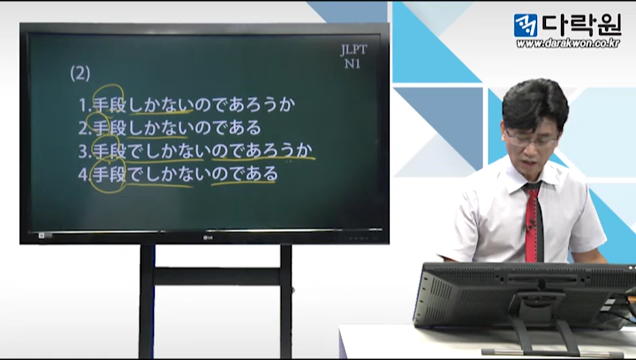 다락원
www.darakwon.co.kr
JLPT
N1
(2)
1.手段しかないのであろうか
2.手段しかないのである
3.手段でしかないのであろうか
4.手段でしかないのである
LG